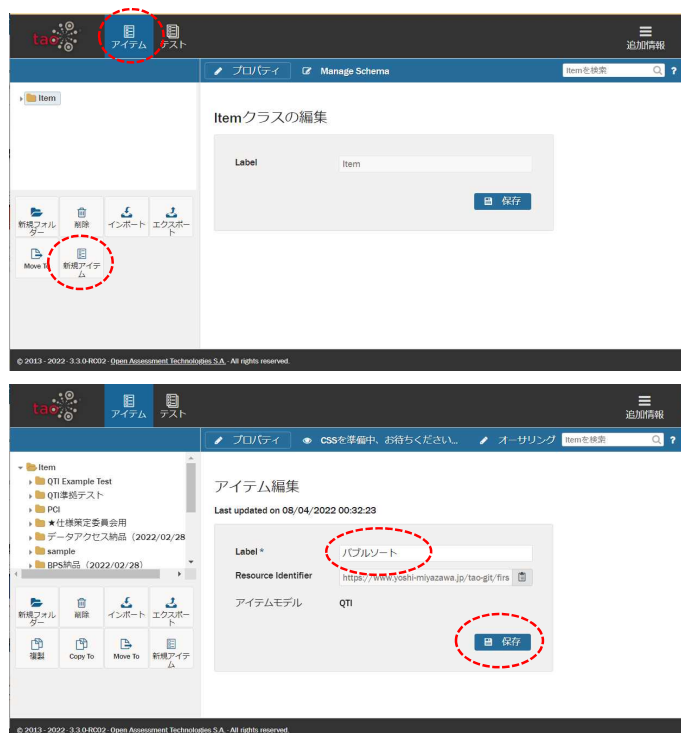 tao
アイテム
テスト
追加情報
プロパティ
Manage Schema
Itemを検索
?
Item
Itemクラスの編集
Label
Item
保存
新規フォルダー
削除
インポート
エクスポート
Move To
新規アイテム
© 2013 - 2022 · 3.3.0-RC02 · Open Assessment Technologies S.A. · All rights reserved.
tao
アイテム
テスト
追加情報
プロパティ
CSSを準備中、お待ちください...
オーサリング
Itemを検索
?
Item
QTI Example Test
QTI準拠テスト
PCI
★仕様策定委員会用
データアクセス納品（2022/02/28
sample
BPS納品（2022/02/28）
アイテム編集
Last updated on 08/04/2022 00:32:23
Label *
バブルソート
Resource Identifier
https://www.yoshi-miyazawa.jp/tao-git/firs
アイテムモデル
QTI
保存
新規フォルダー
削除
インポート
エクスポート
複製
Copy To
Move To
新規アイテム
© 2013 - 2022 · 3.3.0-RC02 · Open Assessment Technologies S.A. · All rights reserved.